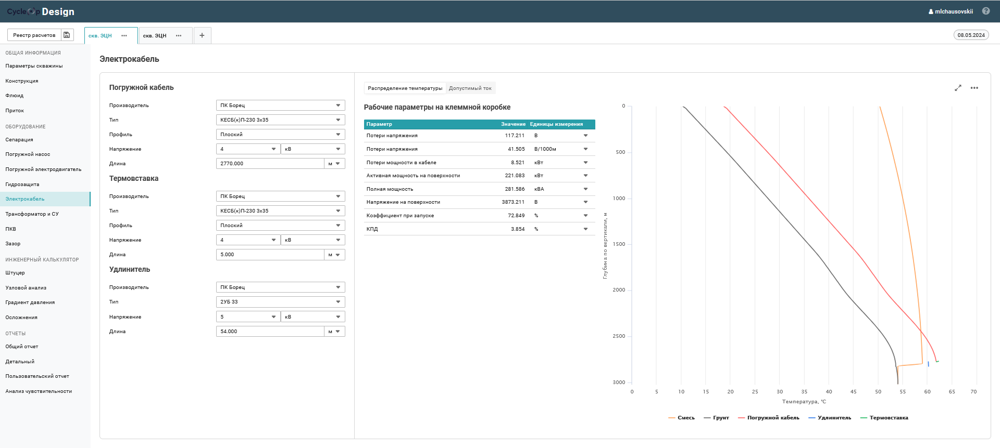 CycleOp Design
mlchausovskii
Реестр расчетов
скв. ЭЦН
скв. ЭЦН
08.05.2024
ОБЩАЯ ИНФОРМАЦИЯ
Параметры скважины
Конструкция
Флюид
Приток
ОБОРУДОВАНИЕ
Сепарация
Погружной насос
Погружной электродвигатель
Гидрозащита
Электрокабель
Трансформатор и СУ
ПКВ
Зазор
ИНЖЕНЕРНЫЙ КАЛЬКУЛЯТОР
Штуцер
Узловой анализ
Градиент давления
Осложнения
ОТЧЕТЫ
Общий отчет
Детальный
Пользовательский отчет
Анализ чувствительности
Электрокабель
Погружной кабель
Производитель ПК Борец
Тип КЕСБ(к)П-230 3x35
Профиль Плоский
Напряжение 4 кВ
Длина 2770.000 м
Термовставка
Производитель ПК Борец
Тип КЕСБ(к)П-230 3x35
Профиль Плоский
Напряжение 4 кВ
Длина 5.000 м
Удлинитель
Производитель ПК Борец
Тип 2УБ 33
Напряжение 5 кВ
Длина 54.000 м
Распределение температуры Допустимый ток
Рабочие параметры на клеммной коробке
Параметр Значение Единицы измерения
Потери напряжения 117.211 В
Потери напряжения 41.505 В/1000м
Потери мощности в кабеле 8.521 кВт
Активная мощность на поверхности 221.083 кВт
Полная мощность 281.586 кВА
Напряжение на поверхности 3873.211 В
Коэффициент при запуске 72.849 %
КПД 3.854 %
0
500
1000
1500
2000
2500
3000
Глубина по вертикали, м
0 5 10 15 20 25 30 35 40 45 50 55 60 65 70
Температура, °C
Смесь Грунт Погружной кабель Удлинитель Термовставка